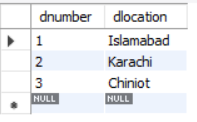 dnumber dlocation
1 Islamabad
2 Karachi
3 Chiniot
NULL NULL